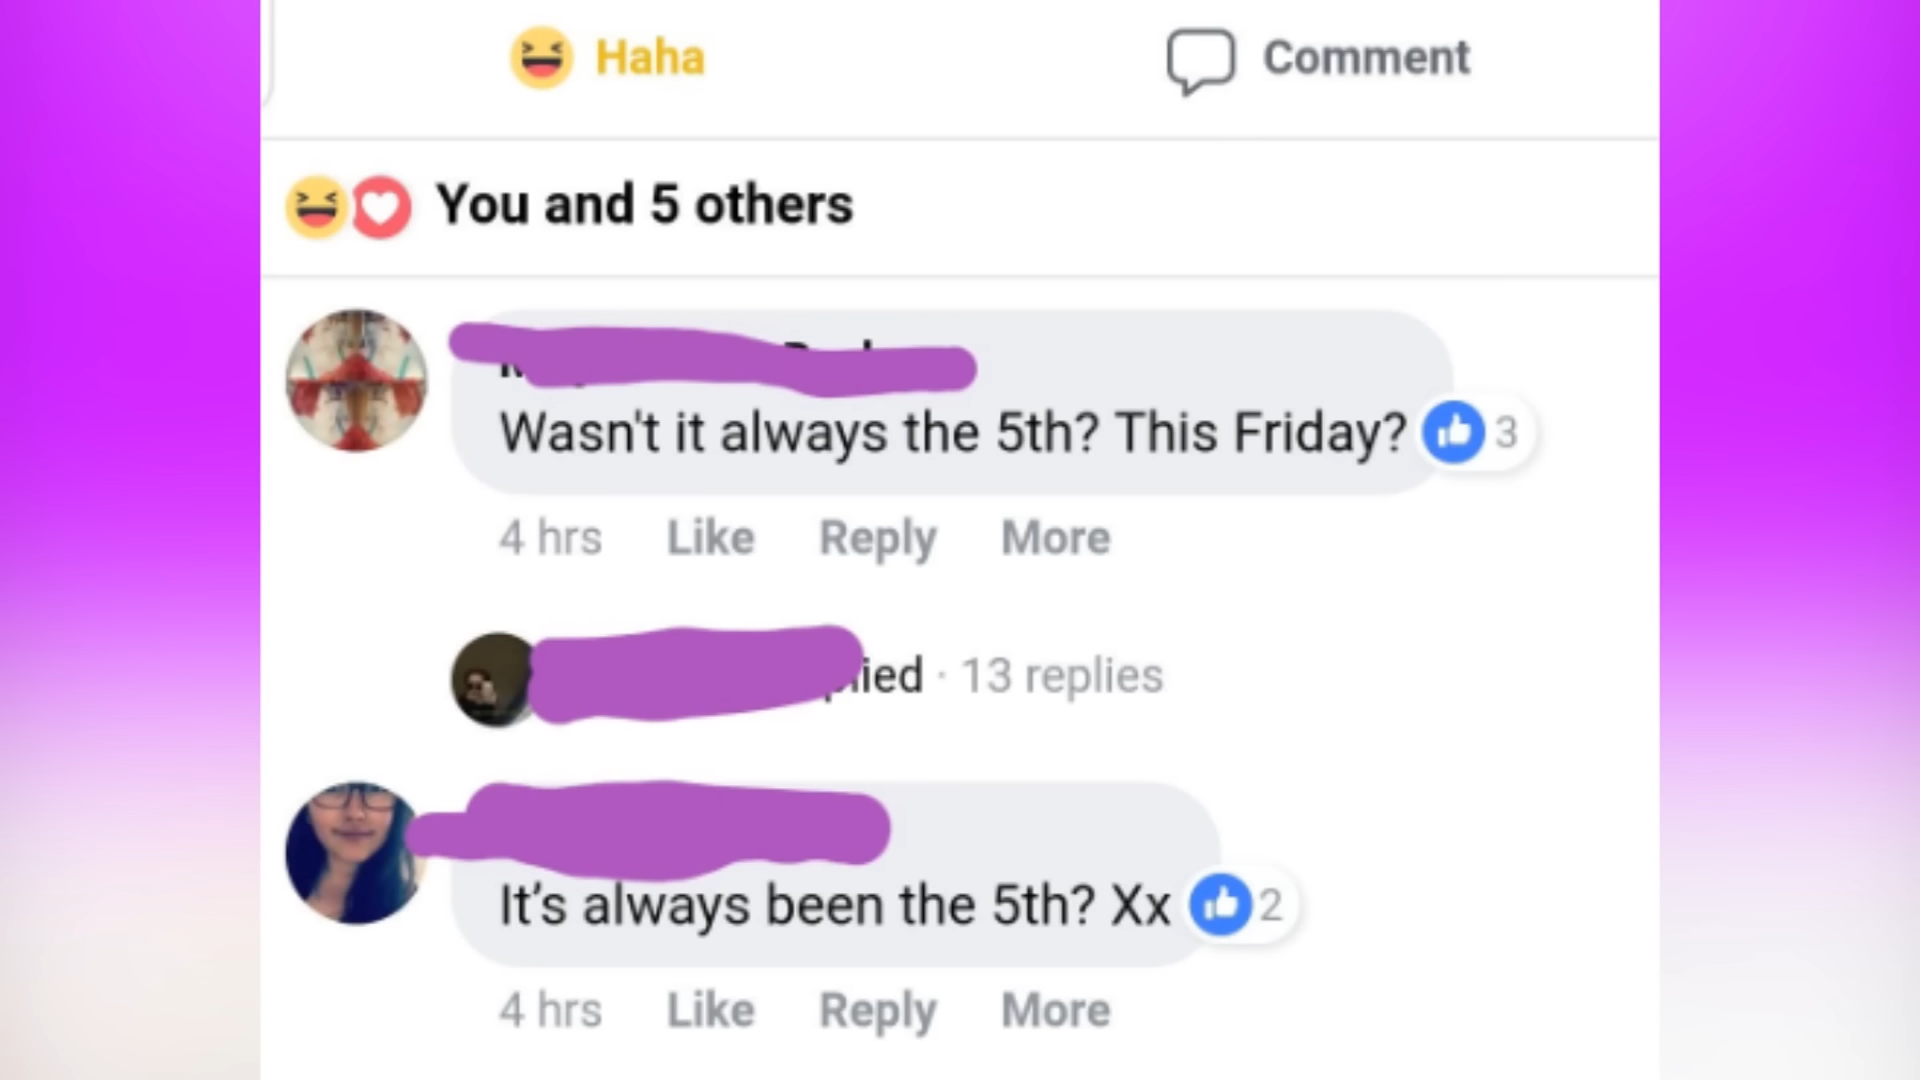 Haha Comment
You and 5 others
Wasn't it always the 5th? This Friday? 3
4 hrs Like Reply More
· 13 replies
It's always been the 5th? Xx 2
4 hrs Like Reply More